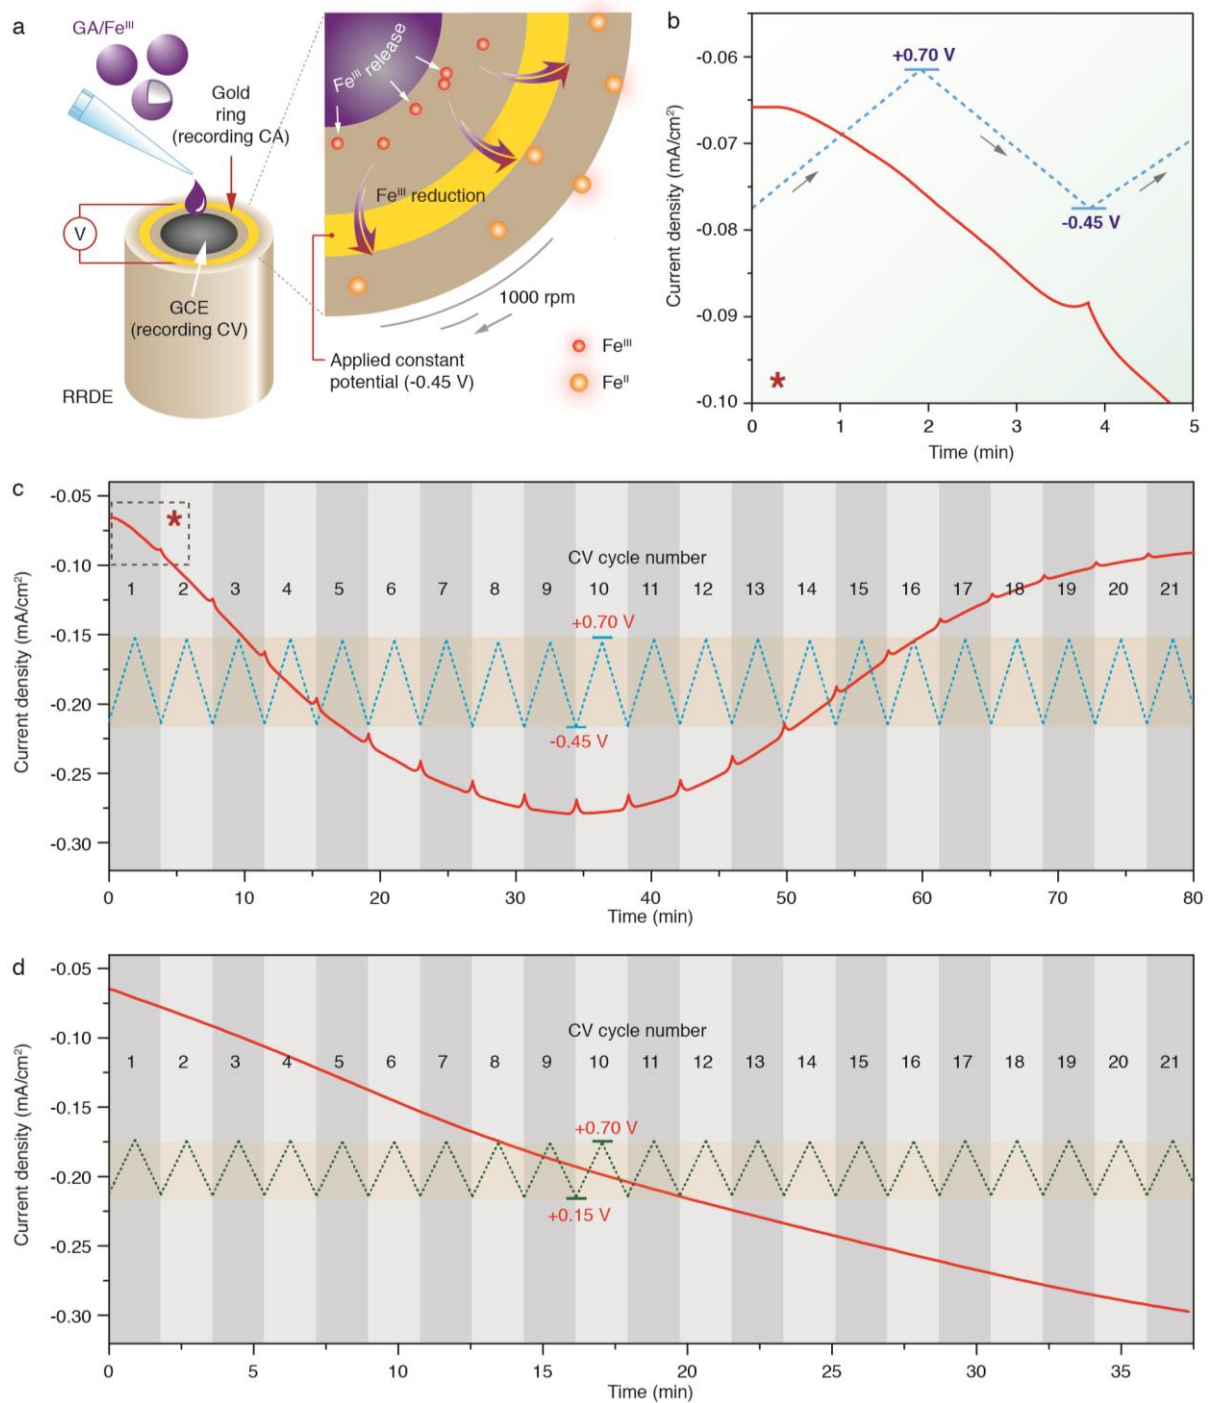 a
GA/Fe^III
Gold
ring
(recording CA)
V
GCE
(recording CV)
RRDE
Fe^III release
Fe^III reduction
1000 rpm
Applied constant
potential (-0.45 V)
Fe^III
Fe^II
b
Current density (mA/cm²)
-0.06
-0.07
-0.08
-0.09
-0.10
+0.70 V
-0.45 V
*
0 1 2 3 4 5
Time (min)
c
Current density (mA/cm²)
-0.05
-0.10
-0.15
-0.20
-0.25
-0.30
*
CV cycle number
1 2 3 4 5 6 7 8 9 10 11 12 13 14 15 16 17 18 19 20 21
+0.70 V
-0.45 V
0 10 20 30 40 50 60 70 80
Time (min)
d
Current density (mA/cm²)
-0.05
-0.10
-0.15
-0.20
-0.25
-0.30
CV cycle number
1 2 3 4 5 6 7 8 9 10 11 12 13 14 15 16 17 18 19 20 21
+0.70 V
+0.15 V
0 5 10 15 20 25 30 35
Time (min)